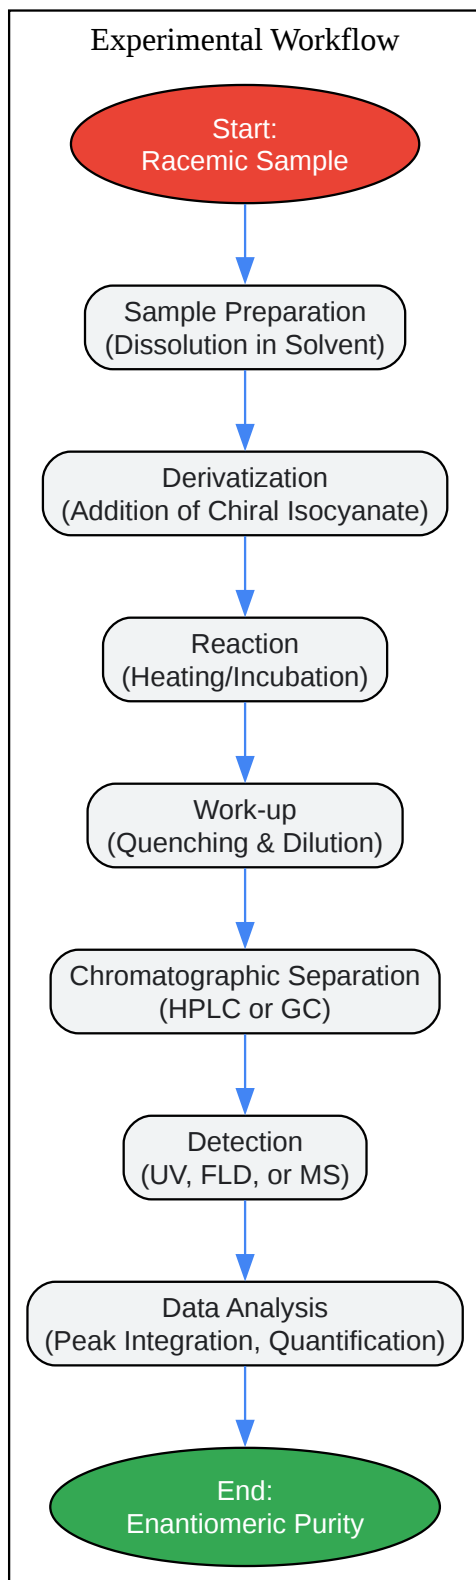 Experimental Workflow
Start:
Racemic Sample
Sample Preparation
(Dissolution in Solvent)
Derivatization
(Addition of Chiral Isocyanate)
Reaction
(Heating/Incubation)
Work-up
(Quenching & Dilution)
Chromatographic Separation
(HPLC or GC)
Detection
(UV, FLD, or MS)
Data Analysis
(Peak Integration, Quantification)
End:
Enantiomeric Purity